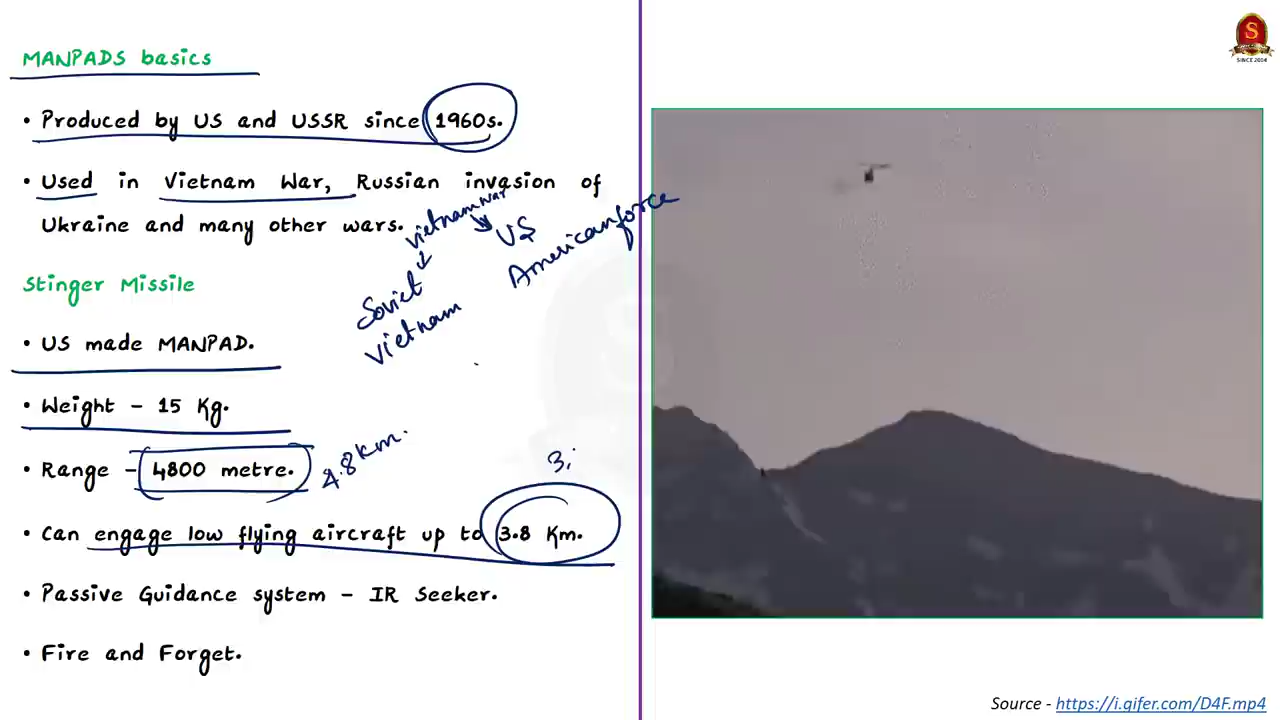 MANPADS basics
• Produced by US and USSR since 1960s.
• Used in Vietnam War, Russian invasion of
Ukraine and many other wars.
Vietnam war
US
American force
Soviet
Vietnam
Stinger Missile
• US made MANPAD.
• Weight - 15 Kg.
• Range - 4800 metre.
4.8 km.
3.
• Can engage low flying aircraft up to 3.8 Km.
• Passive Guidance system - IR Seeker.
• Fire and Forget.
S
SINCE 2014
Source - https://i.gifer.com/D4F.mp4